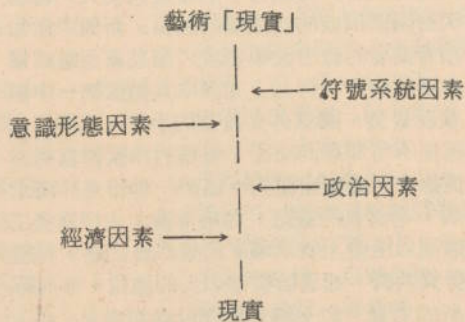 藝術「現實」
符號系統因素
意識形態因素
政治因素
經濟因素
現實